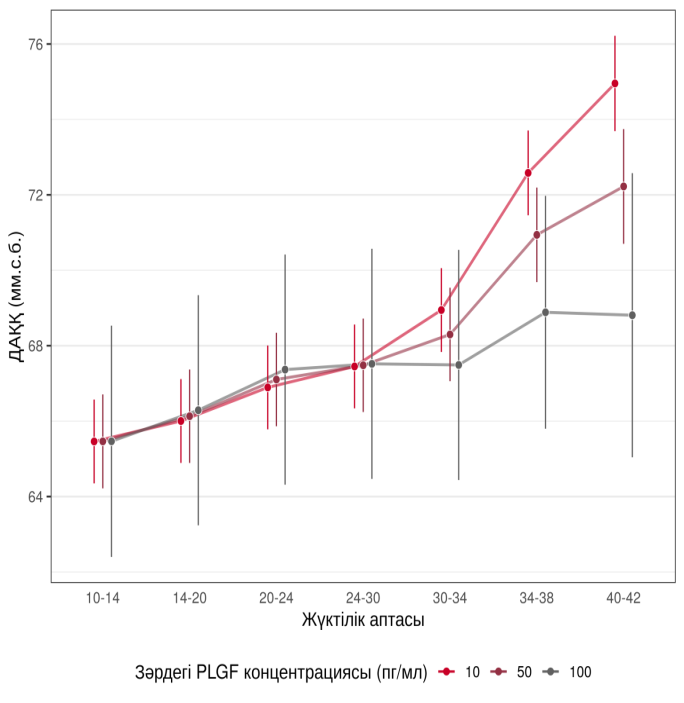 ДАҚҚ (мм.с.б.)
76
72
68
64
10-14 14-20 20-24 24-30 30-34 34-38 40-42
Жүктілік аптасы
Зәрдегі PLGF концентрациясы (пг/мл) 10 50 100